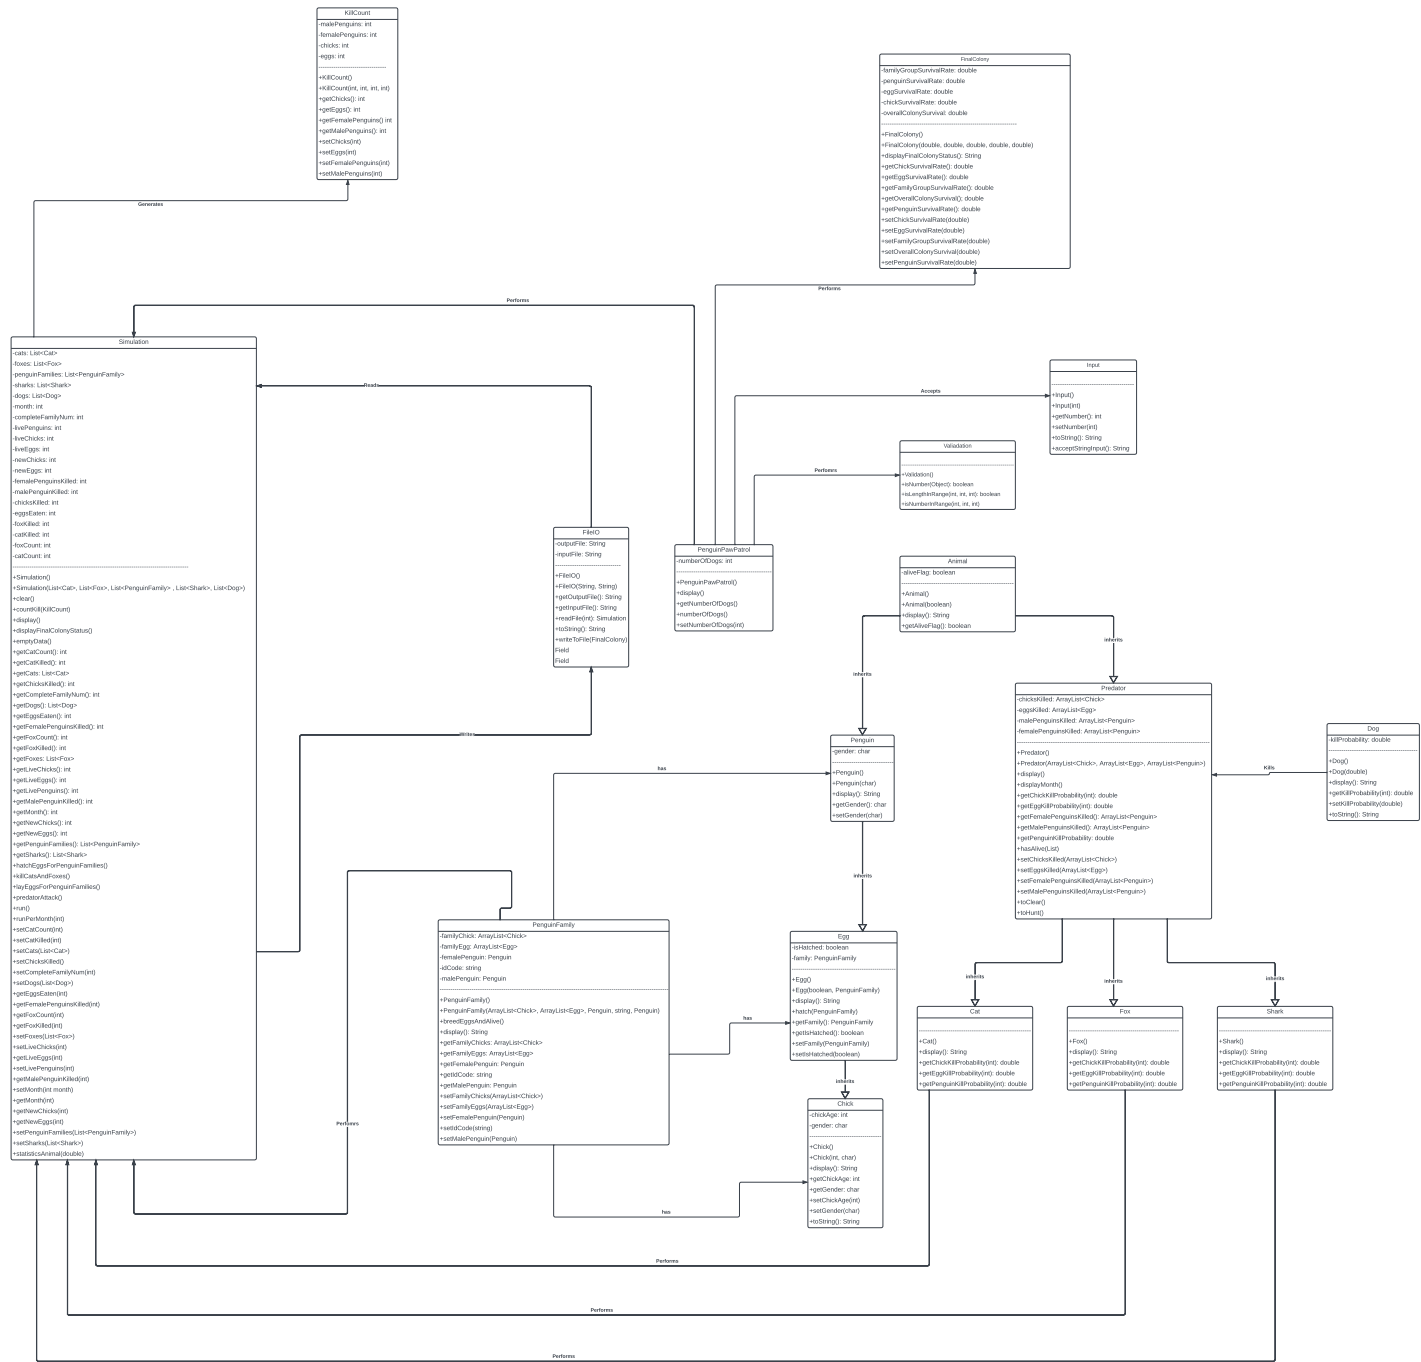 KillCount
-malePenguins: int
-femalePenguins: int
-chicks: int
-eggs: int
--------------------------------
+KillCount()
+KillCount(int, int, int, int)
+getChicks(): int
+getEggs(): int
+getFemalePenguins() int
+getMalePenguins(): int
+setChicks(int)
+setEggs(int)
+setFemalePenguins(int)
+setMalePenguins(int)
Generates
FinalColony
-familyGroupSurvivalRate: double
-penguinSurvivalRate: double
-eggSurvivalRate: double
-chickSurvivalRate: double
-overallColonySurvival: double
----------------------------------------------------------------
+FinalColony()
+FinalColony(double, double, double, double, double)
+displayFinalColonyStatus(): String
+getChickSurvivalRate(): double
+getEggSurvivalRate(): double
+getFamilyGroupSurvivalRate(): double
+getOverallColonySurvival(); double
+getPenguinSurvivalRate(): double
+setChickSurvivalRate(double)
+setEggSurvivalRate(double)
+setFamilyGroupSurvivalRate(double)
+setOverallColonySurvival(double)
+setPenguinSurvivalRate(double)
Performs
Performs
Simulation
-cats: List<Cat>
-foxes: List<Fox>
-penguinFamilies: List<PenguinFamily>
-sharks: List<Shark>
-dogs: List<Dog>
-month: int
-completeFamilyNum: int
-livePenguins: int
-liveChicks: int
-liveEggs: int
-newChicks: int
-newEggs: int
-femalePenguinsKilled: int
-malePenguinKilled: int
-chicksKilled: int
-eggsEaten: int
-foxKilled: int
-catKilled: int
-foxCount: int
-catCount: int
--------------------------------------------------------------------------------
+Simulation()
+Simulation(List<Cat>, List<Fox>, List<PenguinFamily> , List<Shark>, List<Dog>)
+clear()
+countKill(KillCount)
+display()
+displayFinalColonyStatus()
+emptyData()
+getCatCount(): int
+getCatKilled(): int
+getCats: List<Cat>
+getChicksKilled(): int
+getCompleteFamilyNum(): int
+getDogs(): List<Dog>
+getEggsEaten(): int
+getFemalePenguinsKilled(): int
+getFoxCount(): int
+getFoxKilled(): int
+getFoxes: List<Fox>
+getLiveChicks(): int
+getLiveEggs(): int
+getLivePenguins(): int
+getMalePenguinKilled(): int
+getMonth(): int
+getNewChicks(): int
+getNewEggs(): int
+getPenguinFamilies(): List<PenguinFamily>
+getSharks(): List<Shark>
+hatchEggsForPenguinFamilies()
+killCatsAndFoxes()
+layEggsForPenguinFamilies()
+predatorAttack()
+run()
+runPerMonth(int)
+setCatCount(int)
+setCatKilled(int)
+setCats(List<Cat>)
+setChicksKilled()
+setCompleteFamilyNum(int)
+setDogs(List<Dog>)
+getEggsEaten(int)
+getFemalePenguinsKilled(int)
+getFoxCount(int)
+getFoxKilled(int)
+setFoxes(List<Fox>)
+setLiveChicks(int)
+getLiveEggs(int)
+setLivePenguins(int)
+getMalePenguinKilled(int)
+setMonth(int month)
+getMonth(int)
+getNewChicks(int)
+getNewEggs(int)
+setPenguinFamilies(List<PenguinFamily>)
+setSharks(List<Shark>)
+statisticsAnimal(double)
Reads
Writes
FileIO
-outputFile: String
-inputFile: String
-------------------------------
+FileIO()
+FileIO(String, String)
+getOutputFile(): String
+getInputFile(): String
+readFile(int): Simulation
+toString(): String
+writeToFile(FinalColony)
Field
Field
PenguinPawPatrol
-numberOfDogs: int
----------------------------------------------
+PenguinPawPatrol()
+display()
+getNumberOfDogs()
+numberOfDogs()
+setNumberOfDogs(int)
Accepts
Input
---------------------------------------
+Input()
+Input(int)
+getNumber(): int
+setNumber(int)
+toString(): String
+acceptStringInput(): String
Perfomrs
Valiadation
------------------------------------------------------
+Validation()
+isNumber(Object): boolean
+isLengthInRange(int, int, int): boolean
+isNumberInRange(int, int, int)
Animal
-aliveFlag: boolean
-----------------------------------------------------
+Animal()
+Animal(boolean)
+display(): String
+getAliveFlag(): boolean
inherits
inherits
Predator
-chicksKilled: ArrayList<Chick>
-eggsKilled: ArrayList<Egg>
-malePenguinsKilled: ArrayList<Penguin>
-femalePenguinsKilled: ArrayList<Penguin>
--------------------------------------------------------------------------------
+Predator()
+Predator(ArrayList<Chick>, ArrayList<Egg>, ArrayList<Penguin>)
+display()
+displayMonth()
+getChickKillProbability(int): double
+getEggKillProbability(int): double
+getFemalePenguinsKilled(): ArrayList<Penguin>
+getMalePenguinsKilled(): ArrayList<Penguin>
+getPenguinKillProbability: double
+hasAlive(List)
+setChicksKilled(ArrayList<Chick>)
+setEggsKilled(ArrayList<Egg>)
+setFemalePenguinsKilled(ArrayList<Penguin>)
+setMalePenguinsKilled(ArrayList<Penguin>)
+toClear()
+toHunt()
Kills
Dog
-killProbability: double
------------------------------------------
+Dog()
+Dog(double)
+display(): String
+getKillProbability(int): double
+setKillProbability(double)
+toString(): String
Penguin
-gender: char
------------------------------
+Penguin()
+Penguin(char)
+display(): String
+getGender(): char
+setGender(char)
has
inherits
PenguinFamily
-familyChick: ArrayList<Chick>
-familyEgg: ArrayList<Egg>
-femalePenguin: Penguin
-idCode: string
-malePenguin: Penguin
--------------------------------------------------------------------------------
+PenguinFamily()
+PenguinFamily(ArrayList<Chick>, ArrayList<Egg>, Penguin, string, Penguin)
+breedEggsAndAlive()
+display(): String
+getFamilyChicks: ArrayList<Chick>
+getFamilyEggs: ArrayList<Egg>
+getFemalePenguin: Penguin
+getIdCode: string
+getMalePenguin: Penguin
+setFamilyChicks(ArrayList<Chick>)
+setFamilyEggs(ArrayList<Egg>)
+setFemalePenguin(Penguin)
+setIdCode(string)
+setMalePenguin(Penguin)
Perfomrs
has
has
Egg
-isHatched: boolean
-family: PenguinFamily
--------------------------------------------------
+Egg()
+Egg(boolean, PenguinFamily)
+display(): String
+hatch(PenguinFamily)
+getFamily(): PenguinFamily
+getIsHatched(): boolean
+setFamily(PenguinFamily)
+setIsHatched(boolean)
inherits
Chick
-chickAge: int
-gender: char
----------------------------------
+Chick()
+Chick(int, char)
+display(): String
+getChickAge: int
+getGender: char
+setChickAge(int)
+setGender(char)
+toString(): String
inherits
inherits
inherits
Cat
-----------------------------------------------------
+Cat()
+display(): String
+getChickKillProbability(int): double
+getEggKillProbability(int): double
+getPenguinKillProbability(int): double
Fox
-----------------------------------------------------
+Fox()
+display(): String
+getChickKillProbability(int): double
+getEggKillProbability(int): double
+getPenguinKillProbability(int): double
Shark
-----------------------------------------------------
+Shark()
+display(): String
+getChickKillProbability(int): double
+getEggKillProbability(int): double
+getPenguinKillProbability(int): double
Performs
Performs
Performs